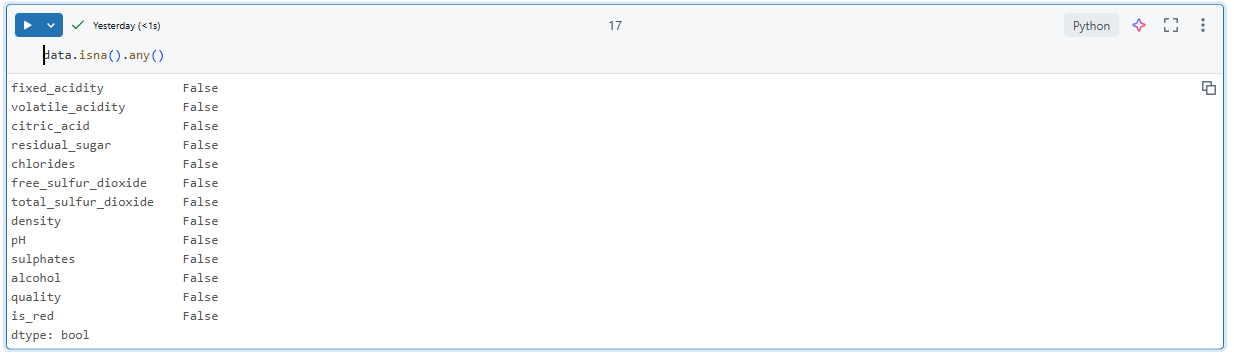 Yesterday (<1s)
17
Python
data.isna().any()
fixed_acidity           False
volatile_acidity        False
citric_acid             False
residual_sugar          False
chlorides               False
free_sulfur_dioxide     False
total_sulfur_dioxide    False
density                 False
pH                      False
sulphates               False
alcohol                 False
quality                 False
is_red                  False
dtype: bool